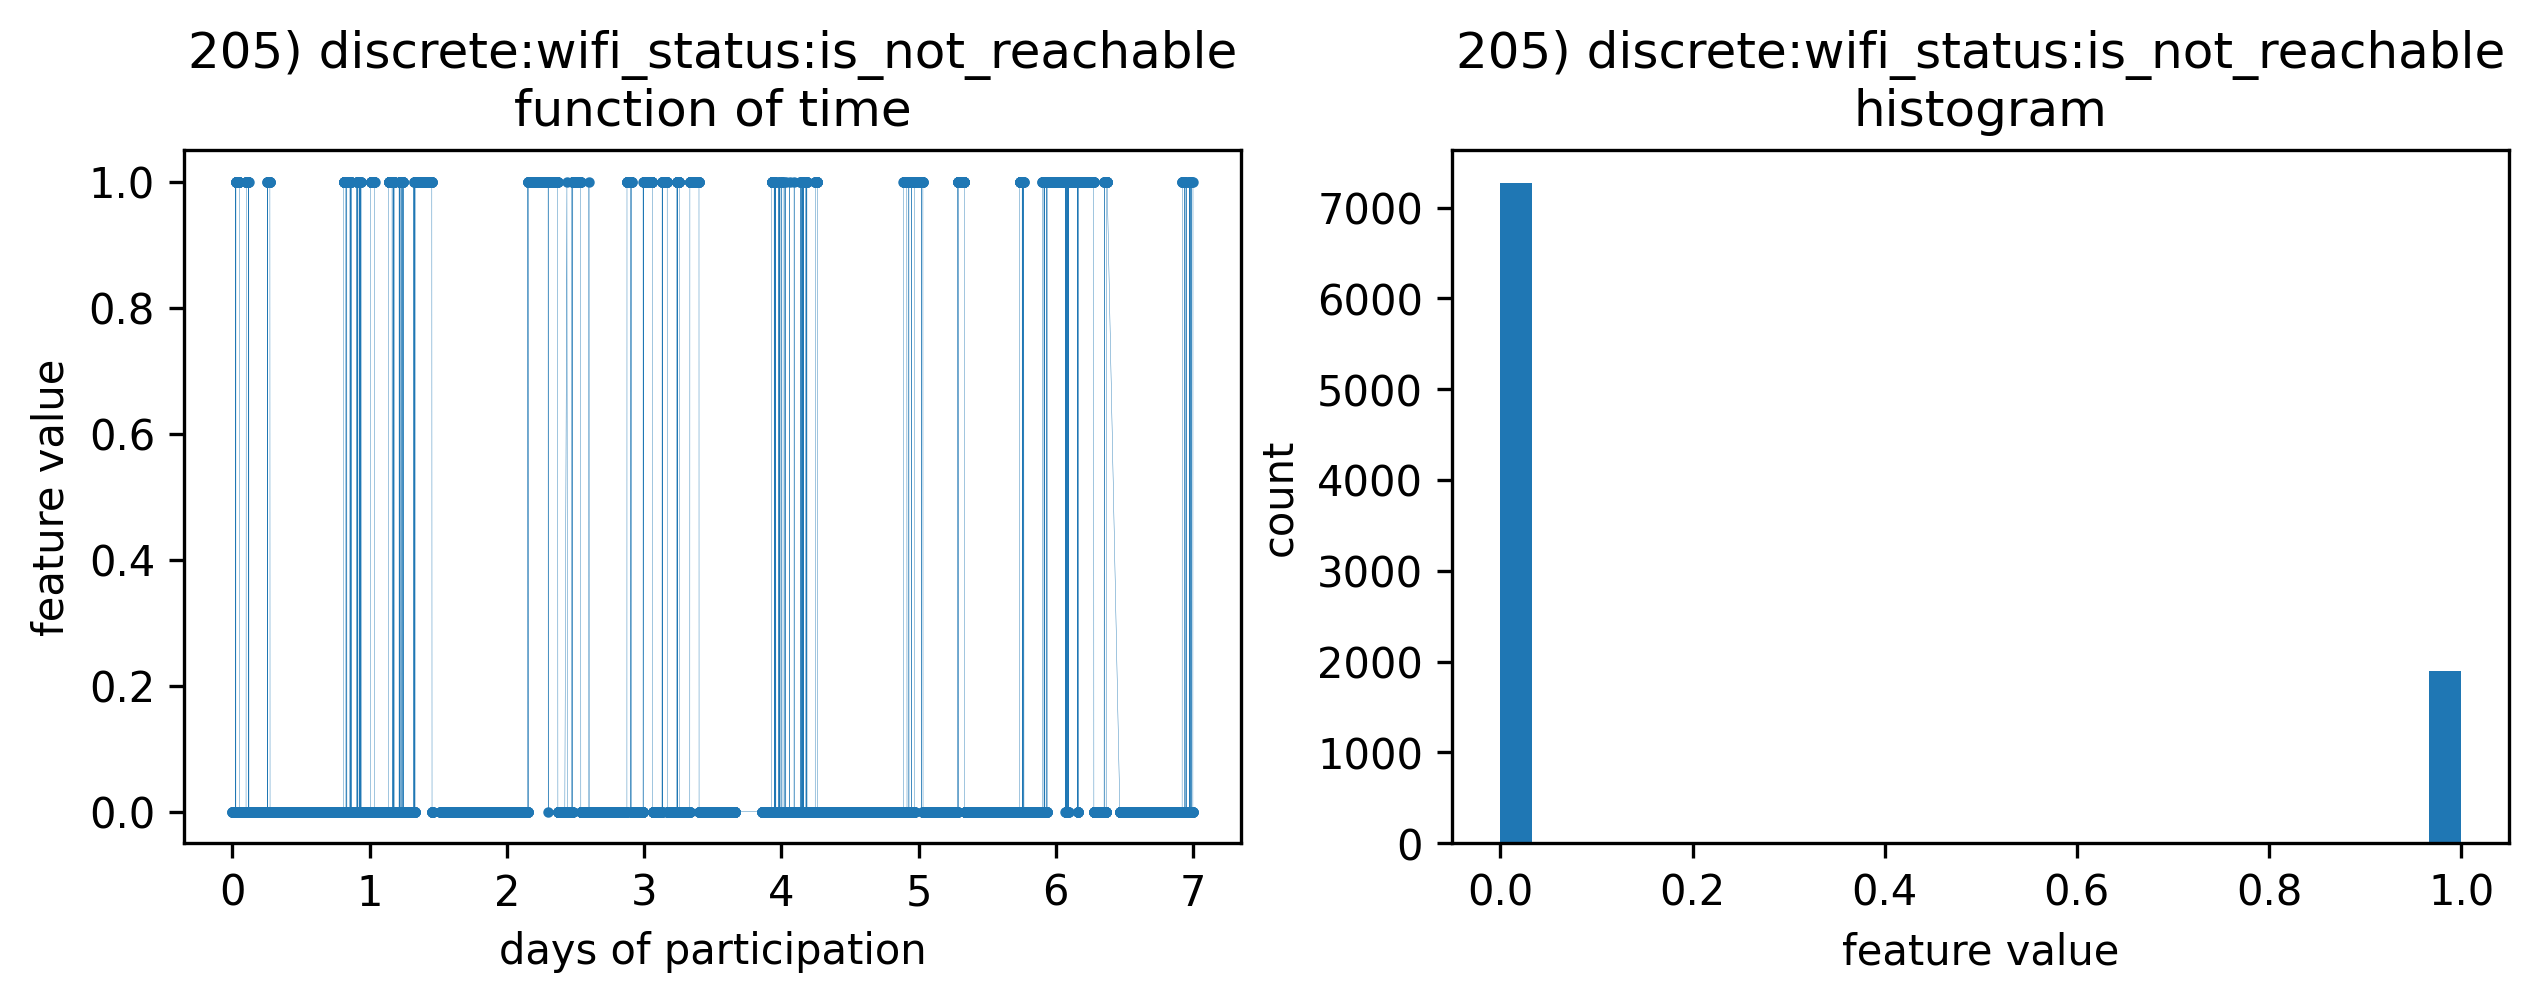 205) discrete:wifi_status:is_not_reachable
function of time
1.0
0.8
0.6
0.4
0.2
0.0
feature value
0 1 2 3 4 5 6 7
days of participation
205) discrete:wifi_status:is_not_reachable
histogram
7000
6000
5000
4000
3000
2000
1000
0
count
0.0 0.2 0.4 0.6 0.8 1.0
feature value